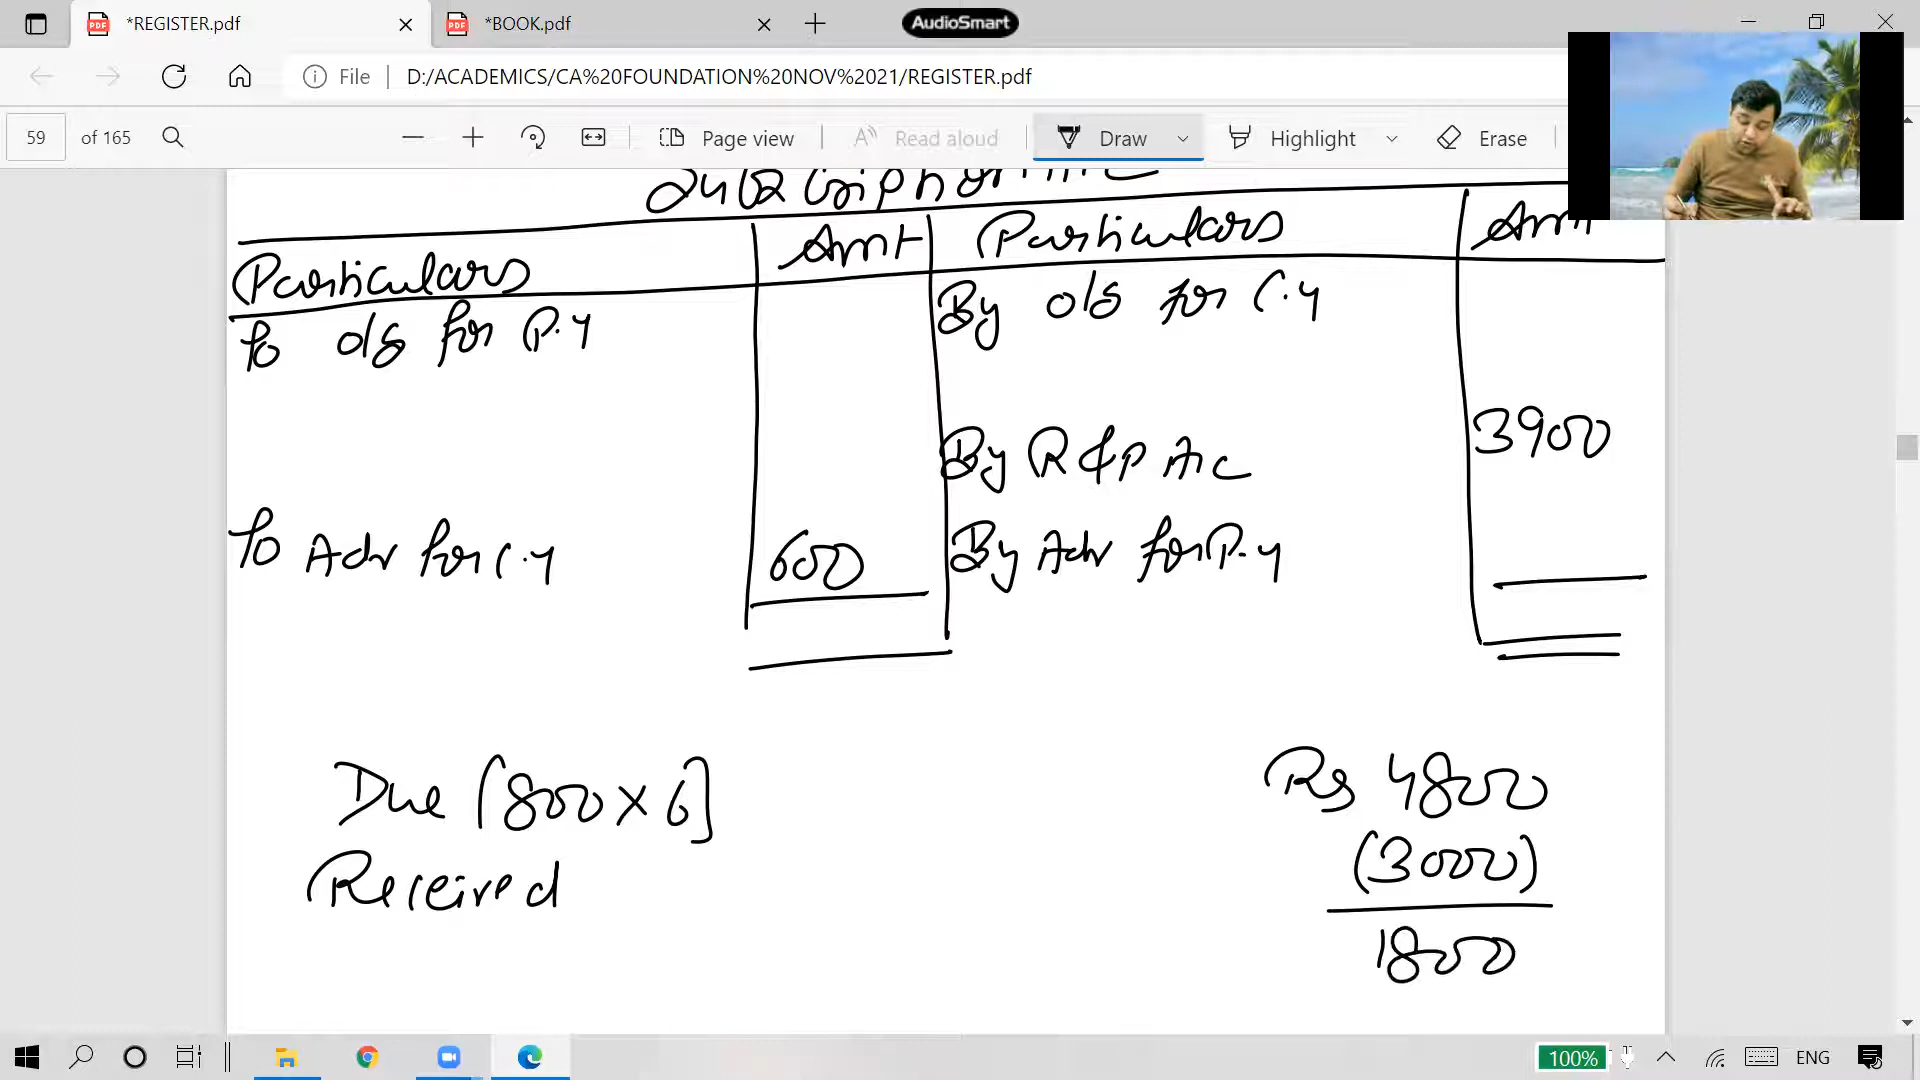 *REGISTER.pdf
*BOOK.pdf
AudioSmart
File D:/ACADEMICS/CA%20FOUNDATION%20NOV%2021/REGISTER.pdf
59 of 165 Page view Read aloud Draw Highlight Erase
Particulars Amt Particulars Amt
To o/s for P.Y By o/s for C.Y
By R & P A/c 3900
To Adv for C.Y 600 By Adv for P.Y
Due [800 × 6] Rs 4800
Received (3000)
1800
100% ENG